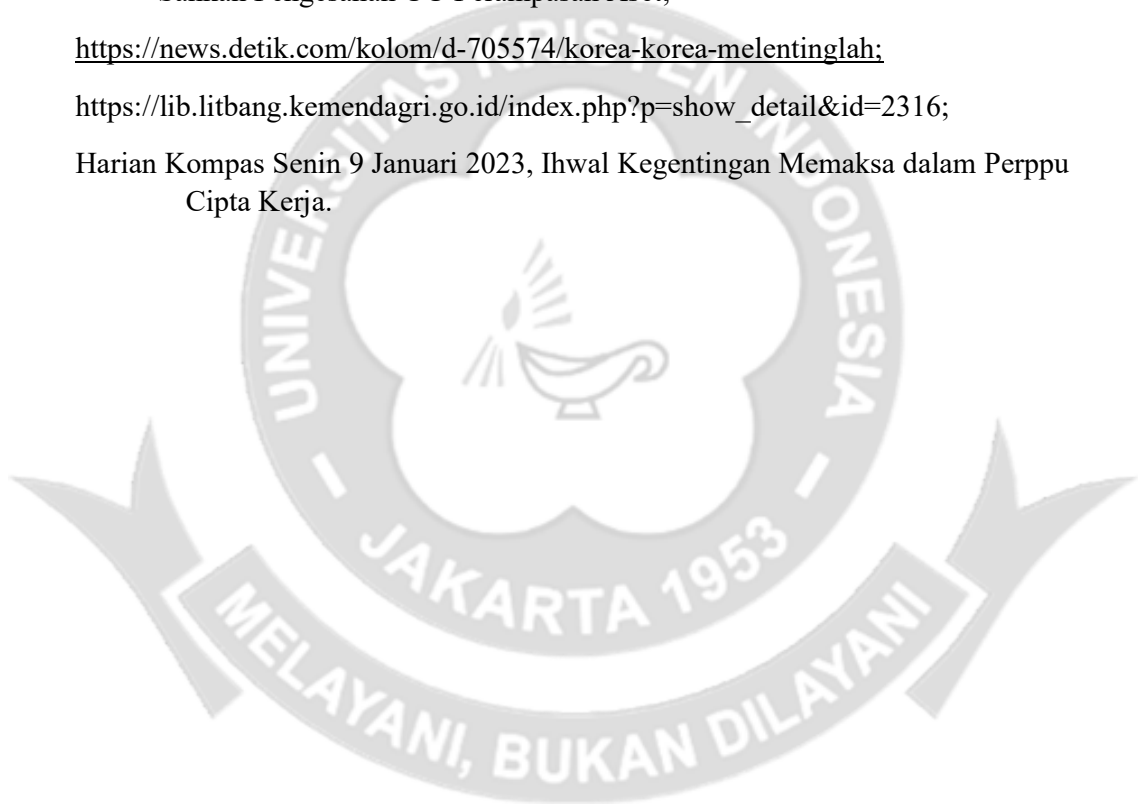 https://news.detik.com/kolom/d-705574/korea-korea-melentinglah;
https://lib.litbang.kemendagri.go.id/index.php?p=show_detail&id=2316;
Harian Kompas Senin 9 Januari 2023, Ihwal Kegentingan Memaksa dalam Perppu
Cipta Kerja.
UNIVERSITAS KRISTEN INDONESIA
JAKARTA 1953
MELAYANI, BUKAN DILAYANI